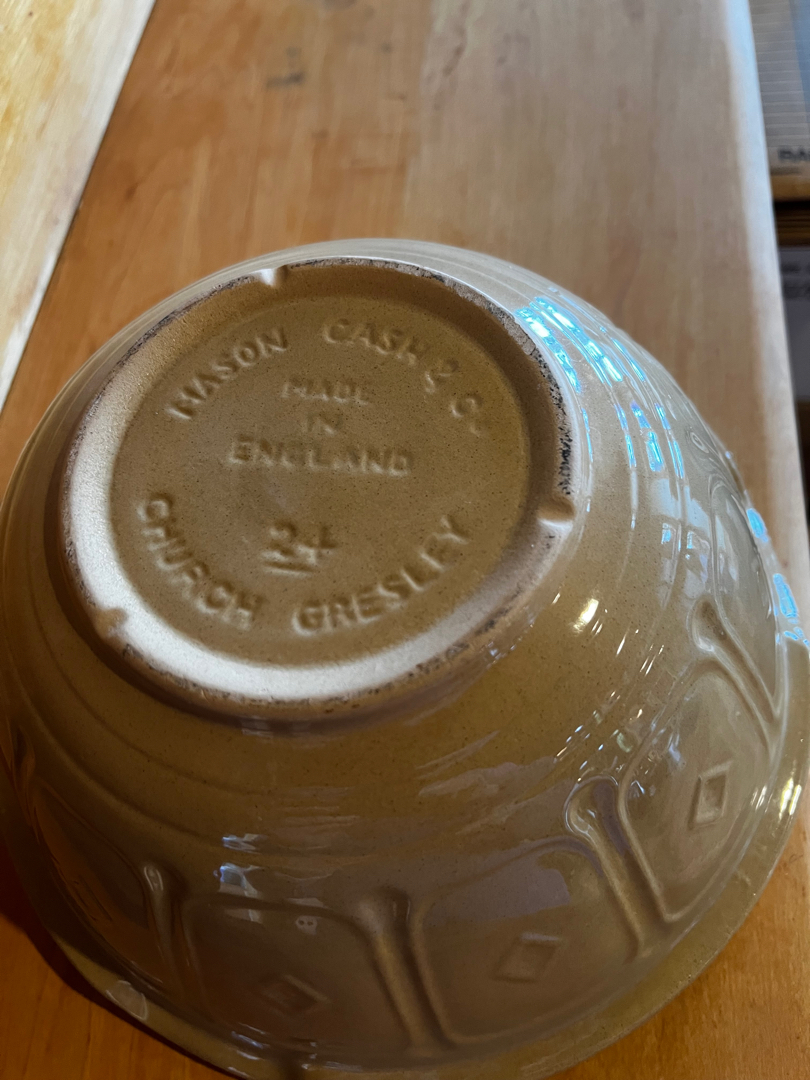 MASON CASH & Co
MADE
IN
ENGLAND
24
CHURCH GRESLEY